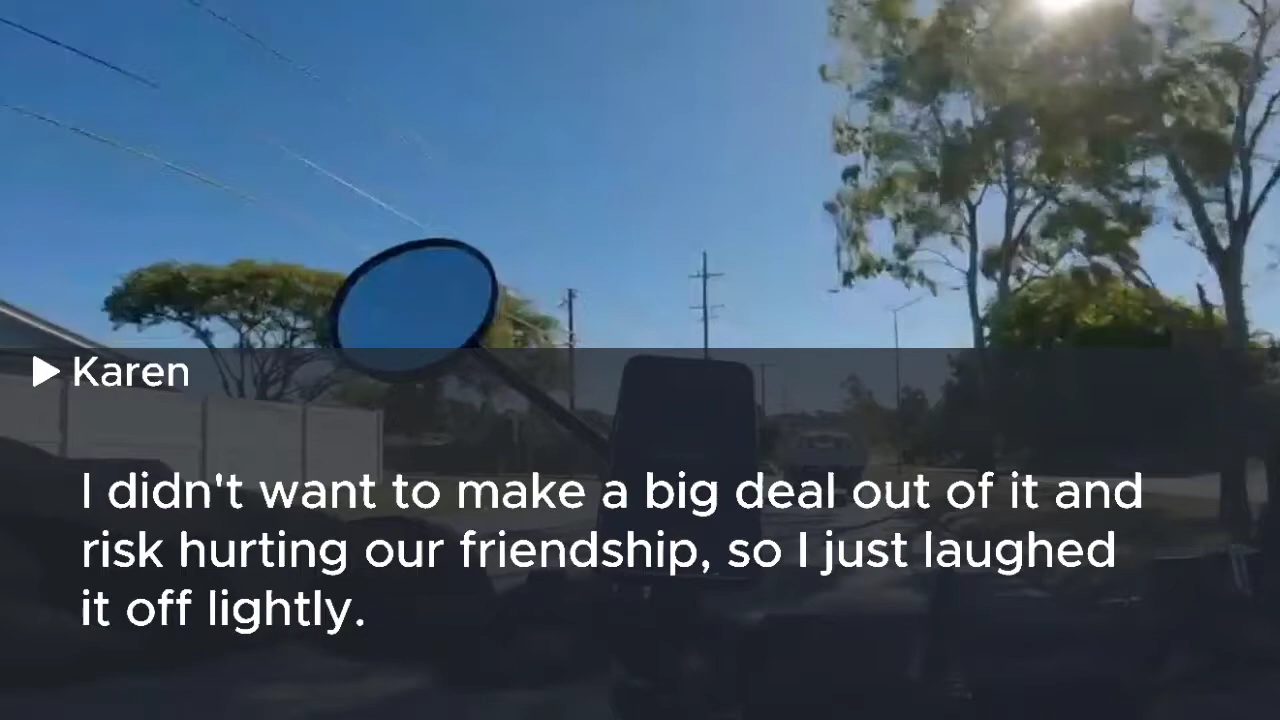 Karen
I didn't want to make a big deal out of it and
risk hurting our friendship, so I just laughed
it off lightly.